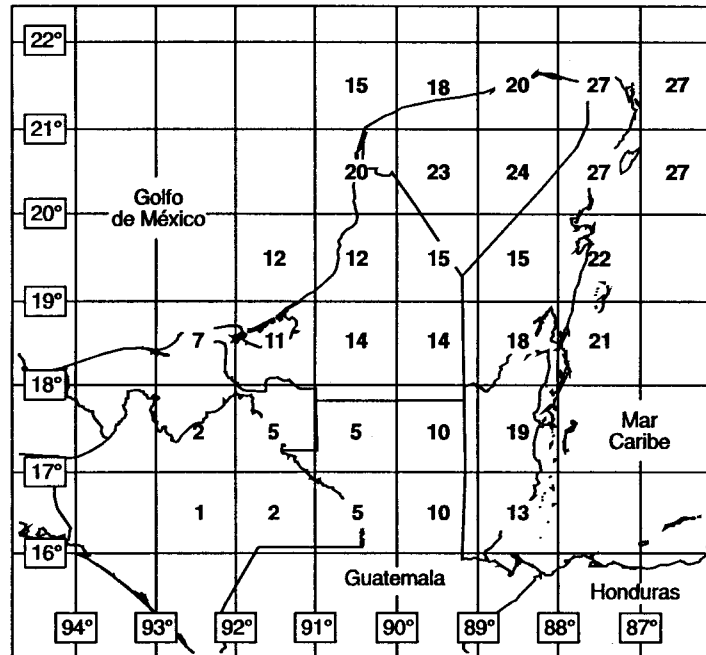 22°
15 18 20 27 27
21°
20 23 24 27 27
Golfo
de México
20°
12 12 15 15 22
19°
7 11 14 14 18 21
18°
2 5 5 10 19
Mar
Caribe
17°
1 2 5 10 13
16°
Guatemala
Honduras
94° 93° 92° 91° 90° 89° 88° 87°